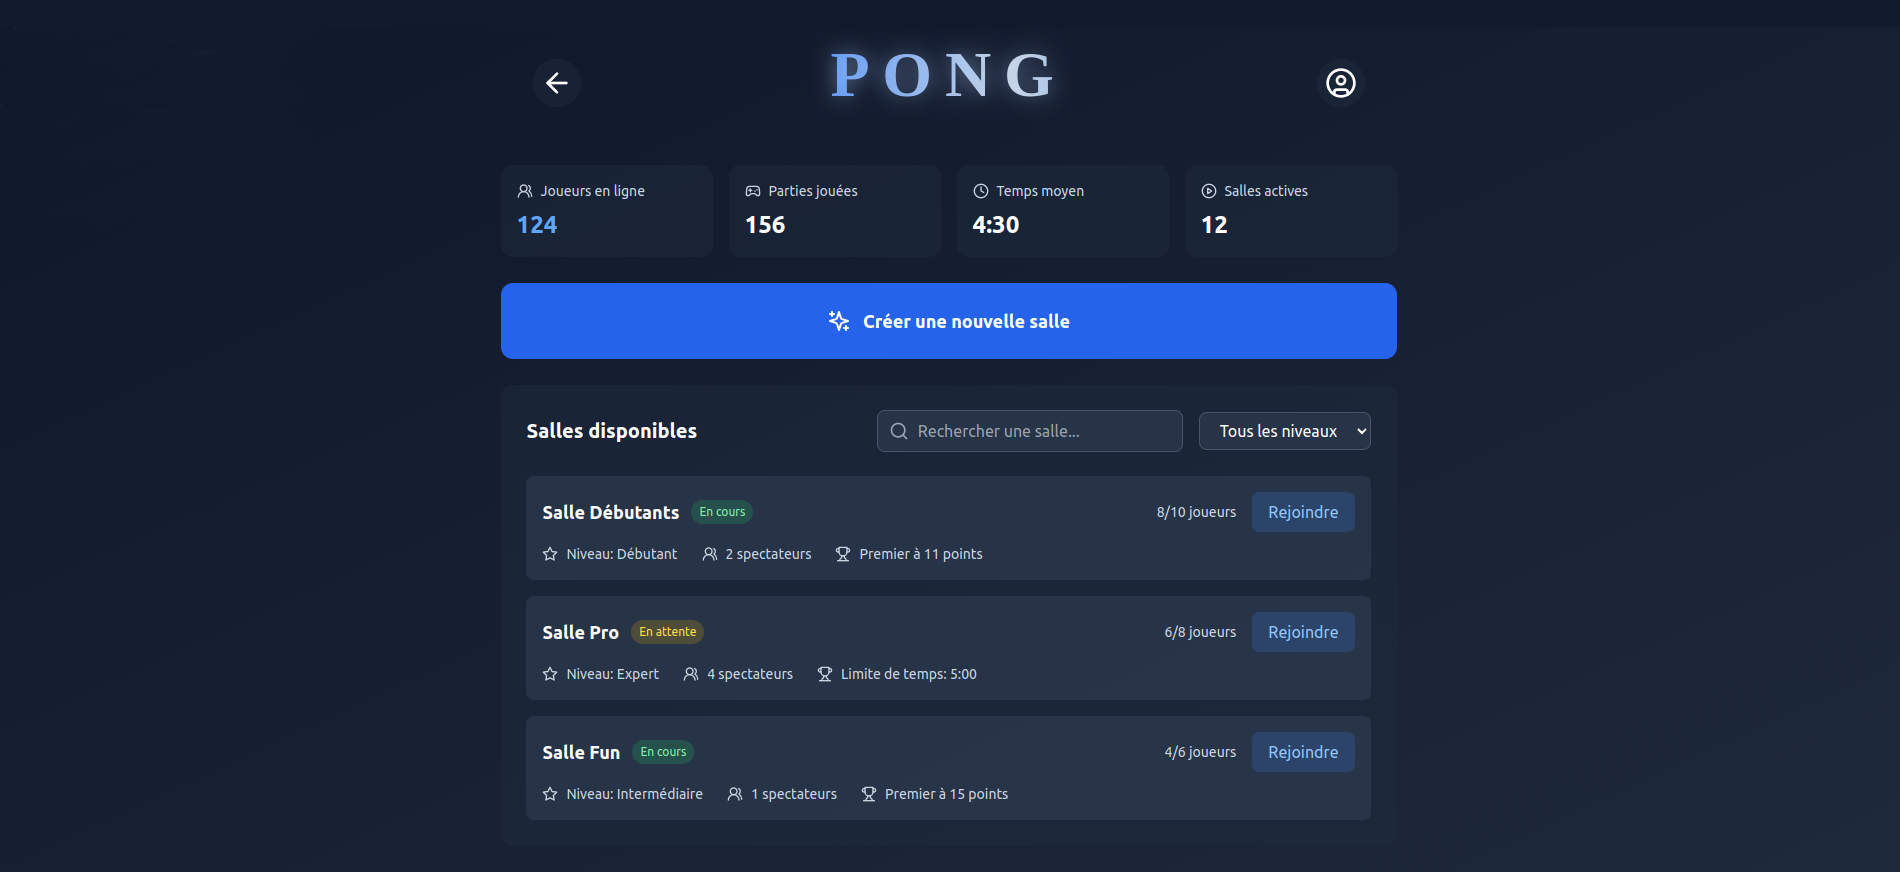 PONG
Joueurs en ligne
124
Parties jouées
156
Temps moyen
4:30
Salles actives
12
Créer une nouvelle salle
Salles disponibles
Rechercher une salle...
Tous les niveaux
Salle Débutants En cours 8/10 joueurs Rejoindre
Niveau: Débutant 2 spectateurs Premier à 11 points
Salle Pro En attente 6/8 joueurs Rejoindre
Niveau: Expert 4 spectateurs Limite de temps: 5:00
Salle Fun En cours 4/6 joueurs Rejoindre
Niveau: Intermédiaire 1 spectateurs Premier à 15 points